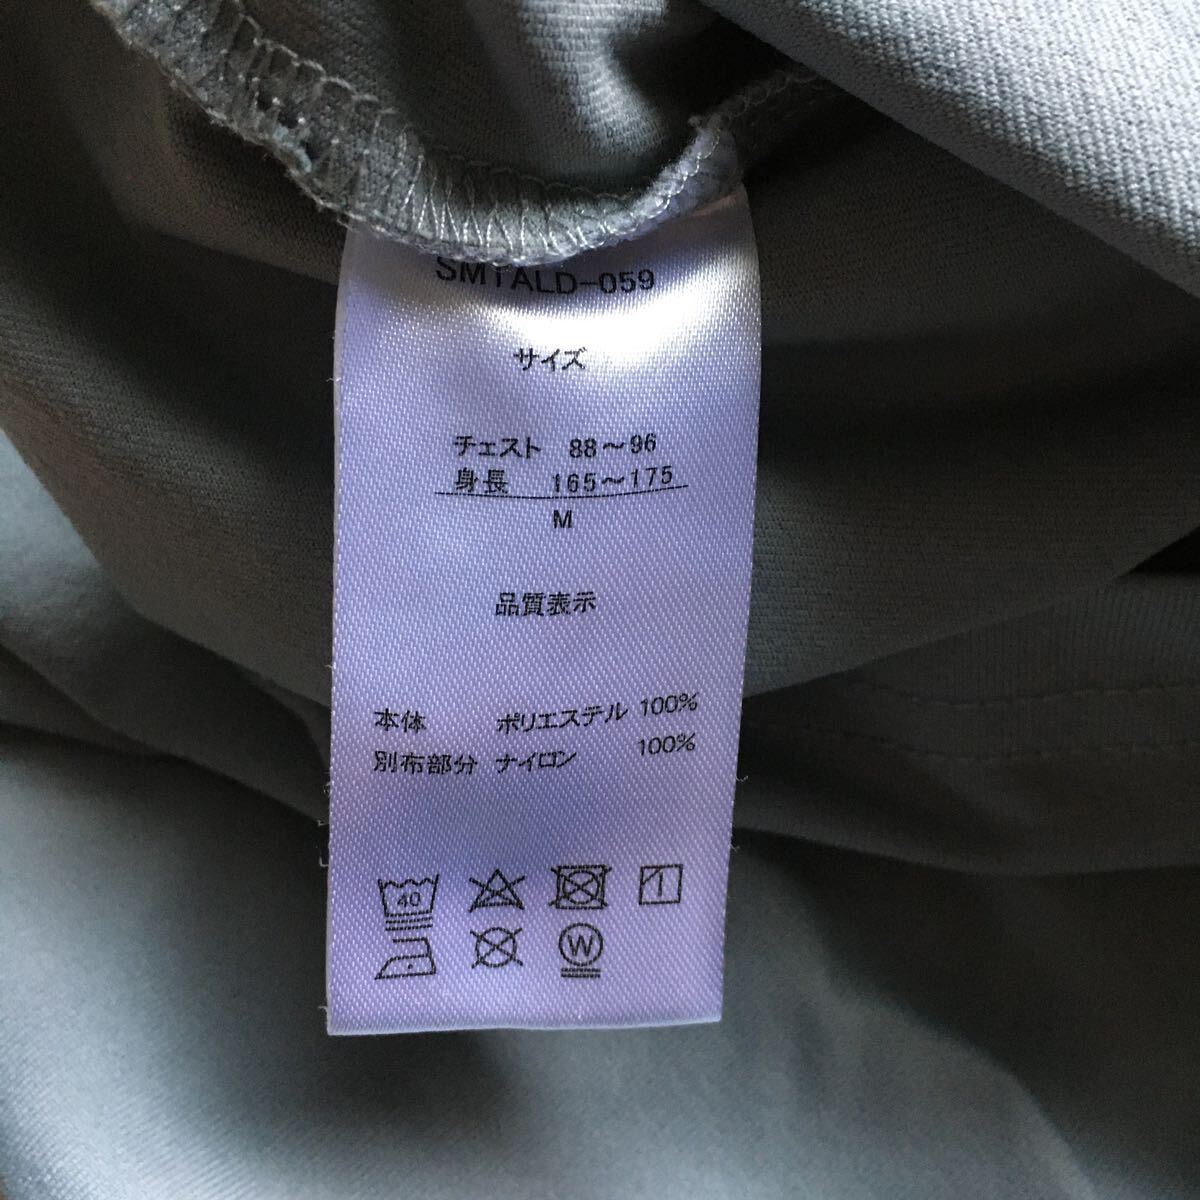 SMTALD-059
サイズ
チェスト 88～96
身長 165～175
M
品質表示
本体 ポリエステル 100%
別布部分 ナイロン 100%
40
W